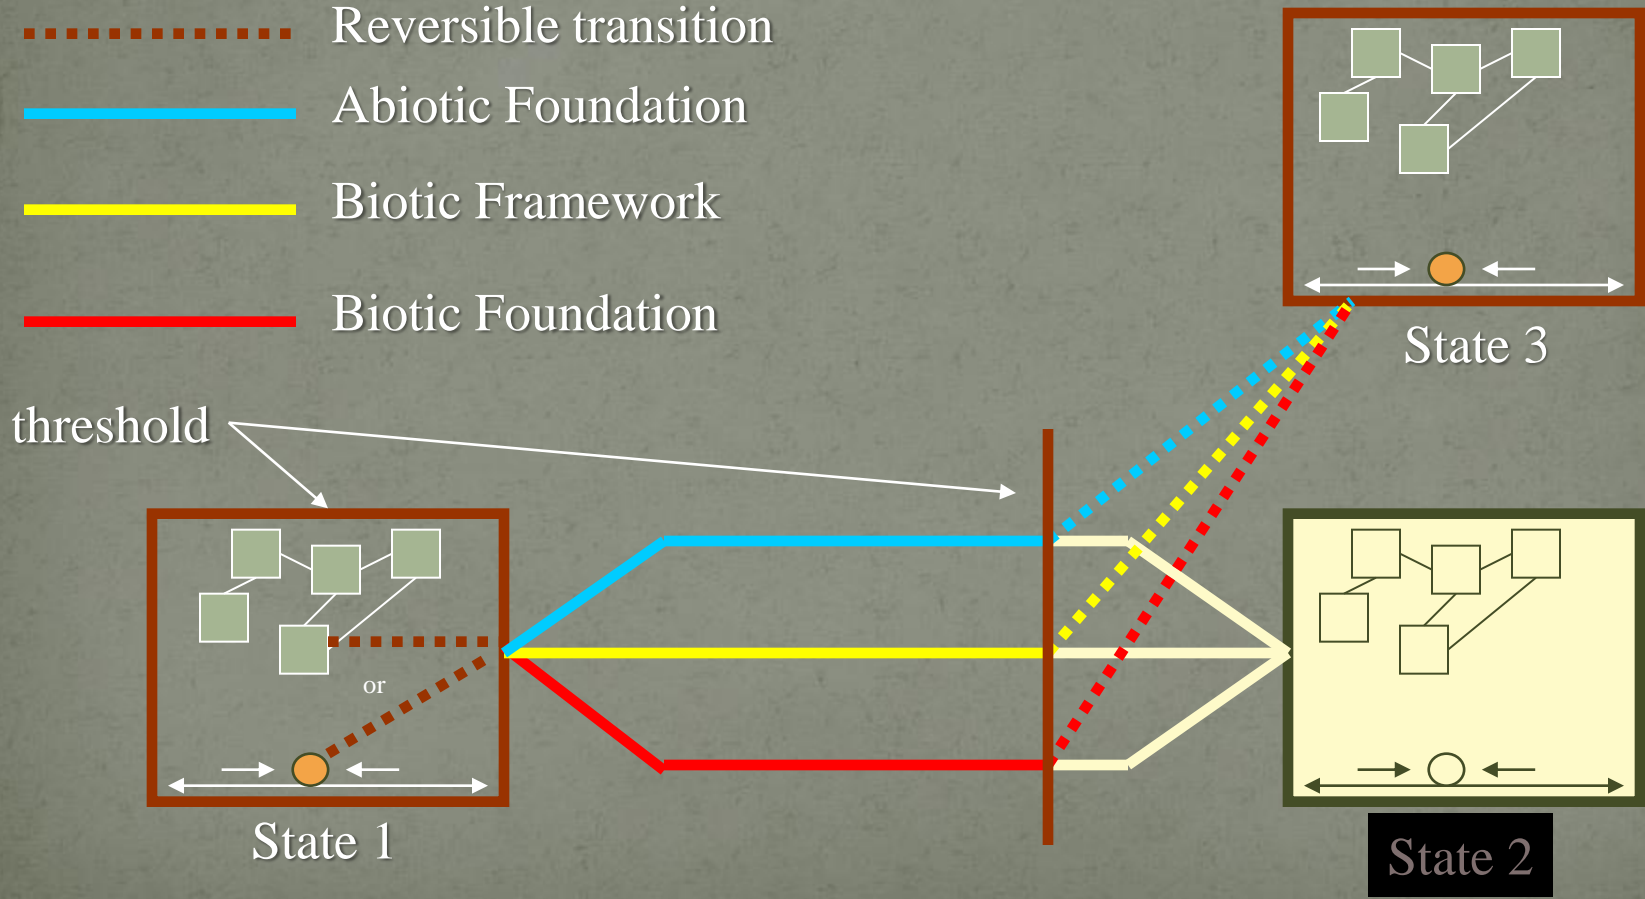 Reversible transition
Abiotic Foundation
Biotic Framework
Biotic Foundation
State 3
threshold
or
State 1
State 2